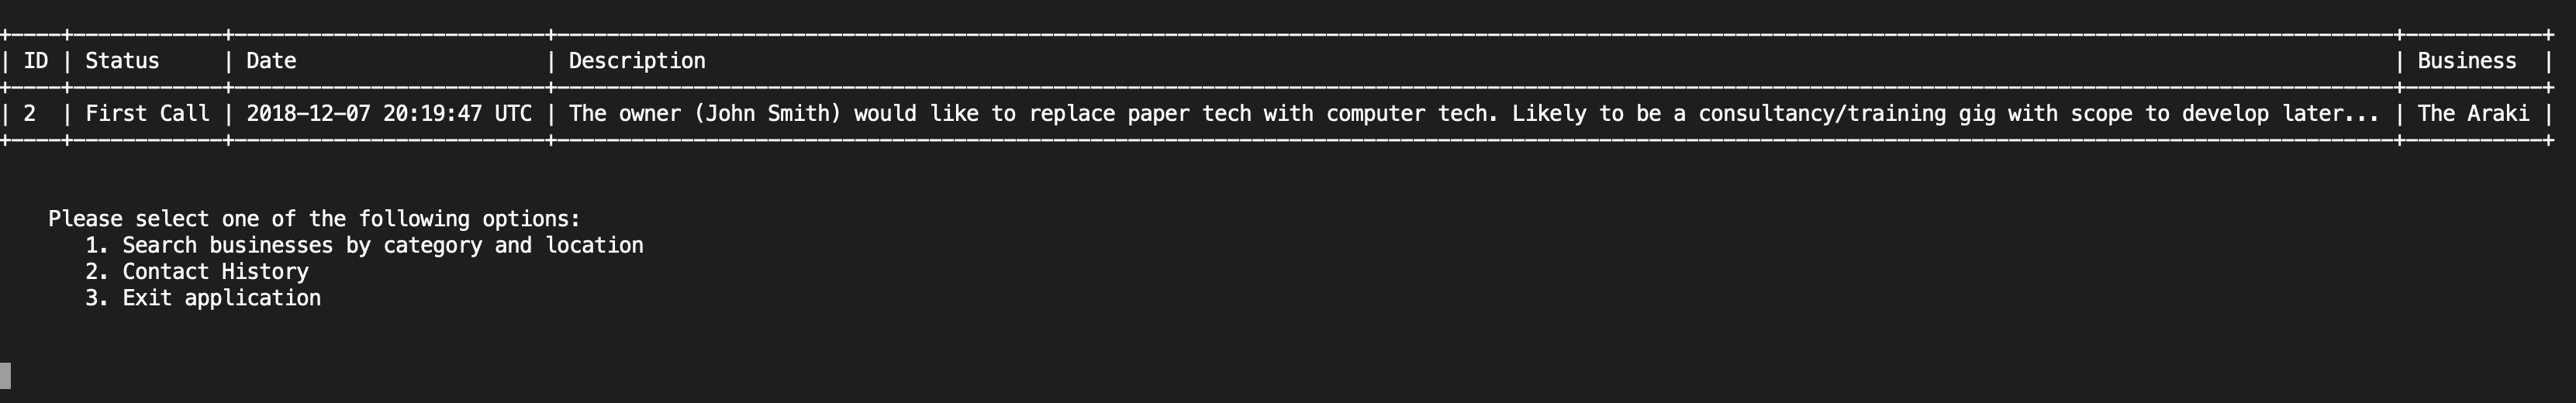 | ID | Status | Date | Description | Business |
| 2 | First Call | 2018-12-07 20:19:47 UTC | The owner (John Smith) would like to replace paper tech with computer tech. Likely to be a consultancy/training gig with scope to develop later... | The Araki |
Please select one of the following options:
1. Search businesses by category and location
2. Contact History
3. Exit application